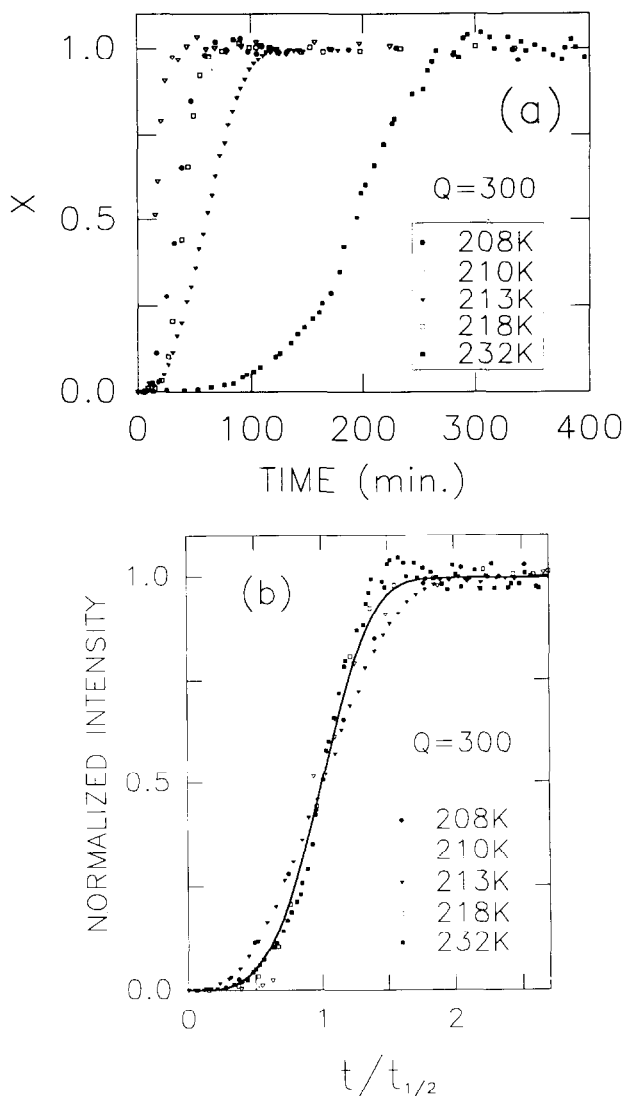 1.0
(a)
X
Q=300
0.5
208K
210K
213K
218K
232K
0.0
0 100 200 300 400
TIME (min.)
1.0
(b)
NORMALIZED INTENSITY
Q=300
0.5
208K
210K
213K
218K
232K
0.0
0 1 2
t/t1/2